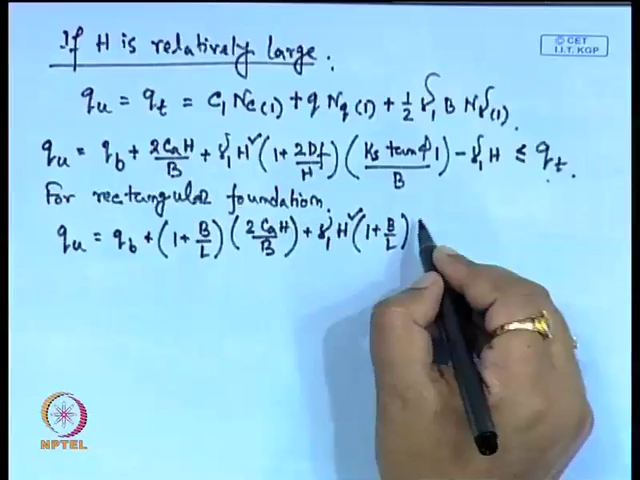 If H is relatively large :
© CET
I.I.T. KGP
qu = qt = C1 Nc(1) + q Nq(1) + 1/2 γ1 B Nγ(1).
qu = qb + 2CaH/B + γ1 H² (1 + 2Df/H) (Ks tanφ1/B) - γ1 H ≤ qt.
For rectangular foundation,
qu = qb + (1 + B/L) (2CaH/B) + γ1 H² (1 + B/L)
NPTEL